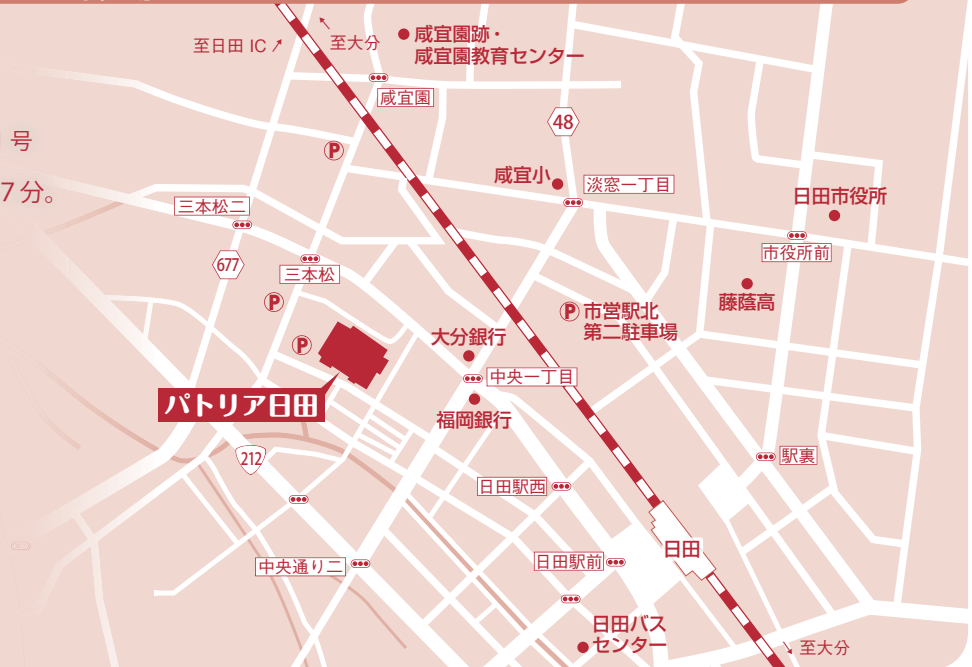 至日田 IC
至大分
咸宜園跡・
咸宜園教育センター
咸宜園
48
号
P
咸宜小
淡窓一丁目
7分。
日田市役所
三本松二
市役所前
677
三本松
藤蔭高
P
P 市営駅北
第二駐車場
大分銀行
P
中央一丁目
パトリア日田
福岡銀行
212
駅裏
日田駅西
日田
日田駅前
中央通り二
日田バス
センター
至大分